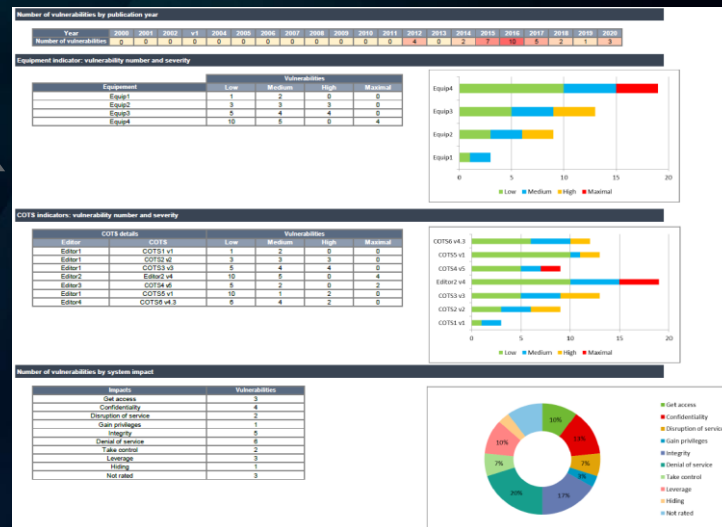 Number of vulnerabilities by publication year
Year 2000 2001 2002 v1 2004 2005 2006 2007 2008 2009 2010 2011 2012 2013 2014 2015 2016 2017 2018 2019 2020
Number of vulnerabilities 0 0 0 0 0 0 0 0 0 0 0 0 4 0 2 7 10 5 2 1 3
Equipment indicator: vulnerability number and severity
Vulnerabilities
Equipement Low Medium High Maximal
Equip1 1 2 0 0
Equip2 3 3 3 0
Equip3 5 4 4 0
Equip4 10 5 0 4
Equip4
Equip3
Equip2
Equip1
0 5 10 15 20
Low Medium High Maximal
COTS indicators: vulnerability number and severity
COTS details Vulnerabilities
Editor COTS Low Medium High Maximal
Editor1 COTS1 v1 1 2 0 0
Editor1 COTS2 v2 3 3 3 0
Editor1 COTS3 v3 5 4 4 0
Editor2 Editor2 v4 10 5 0 4
Editor3 COTS4 v5 5 2 0 2
Editor1 COTS5 v1 10 1 2 0
Editor4 COTS6 v4.3 6 4 2 0
COTS6 v4.3
COTS5 v1
COTS4 v5
Editor2 v4
COTS3 v3
COTS2 v2
COTS1 v1
0 5 10 15 20
Low Medium High Maximal
Number of vulnerabilities by system impact
Impacts Vulnerabilities
Get access 3
Confidentiality 4
Disruption of service 2
Gain privileges 1
Integrity 5
Denial of service 6
Take control 2
Leverage 3
Hiding 1
Not rated 3
10%
13%
7%
3%
17%
20%
7%
10%
Get access
Confidentiality
Disruption of service
Gain privileges
Integrity
Denial of service
Take control
Leverage
Hiding
Not rated